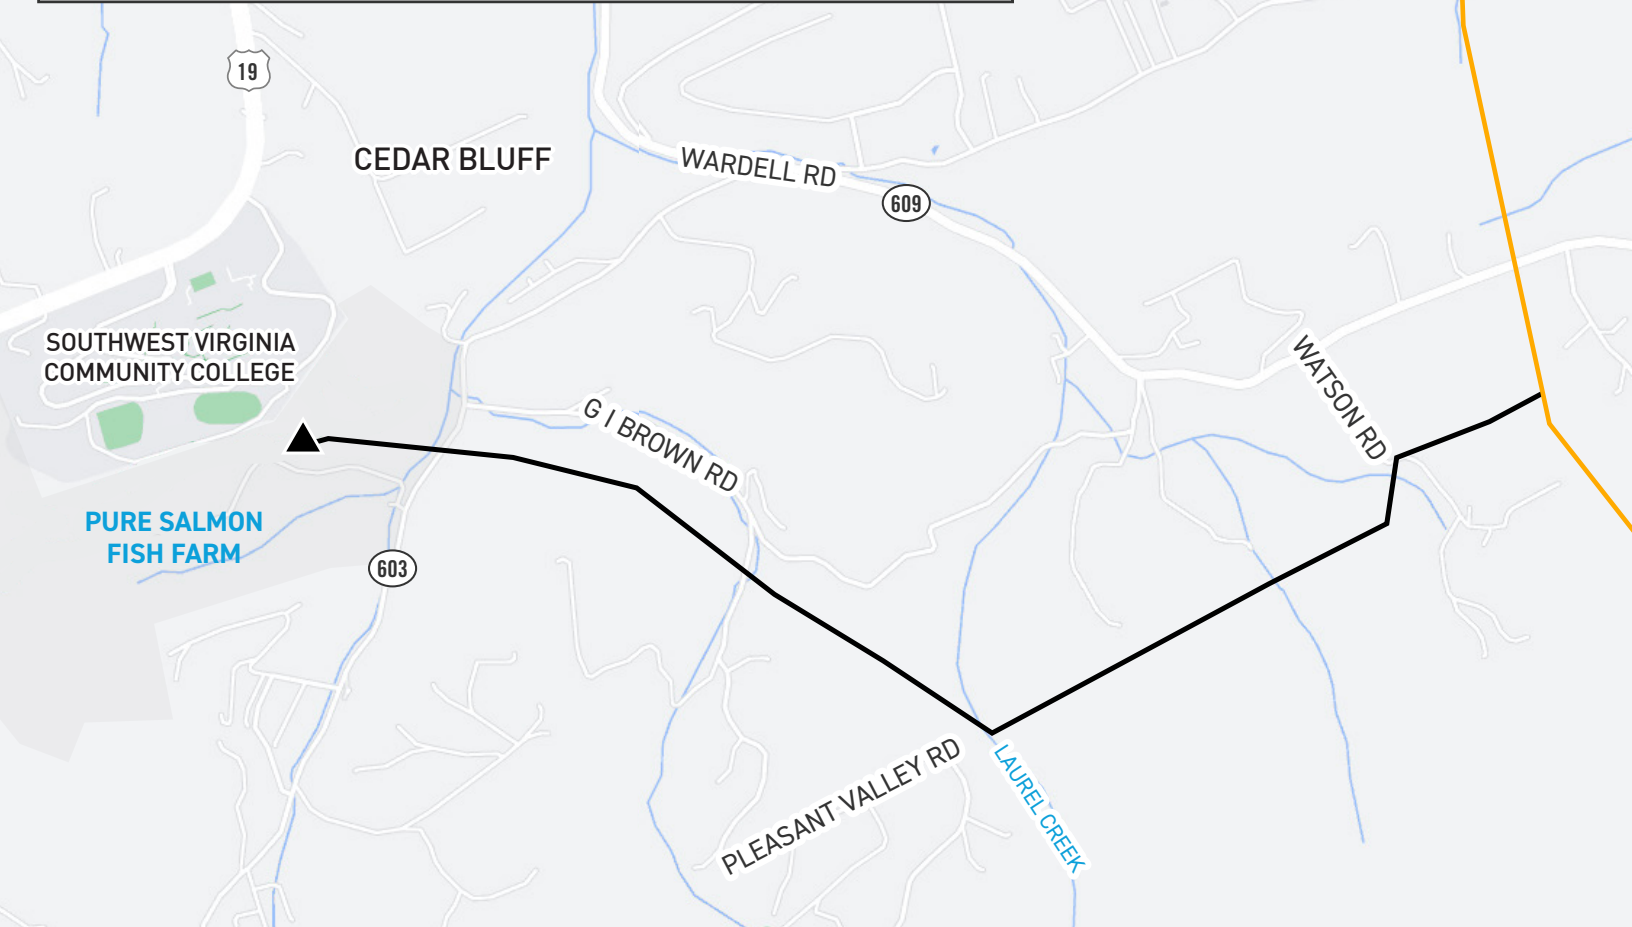 19
CEDAR BLUFF
WARDELL RD
609
SOUTHWEST VIRGINIA
COMMUNITY COLLEGE
WATSON RD
G I BROWN RD
PURE SALMON
FISH FARM
603
PLEASANT VALLEY RD
LAUREL CREEK